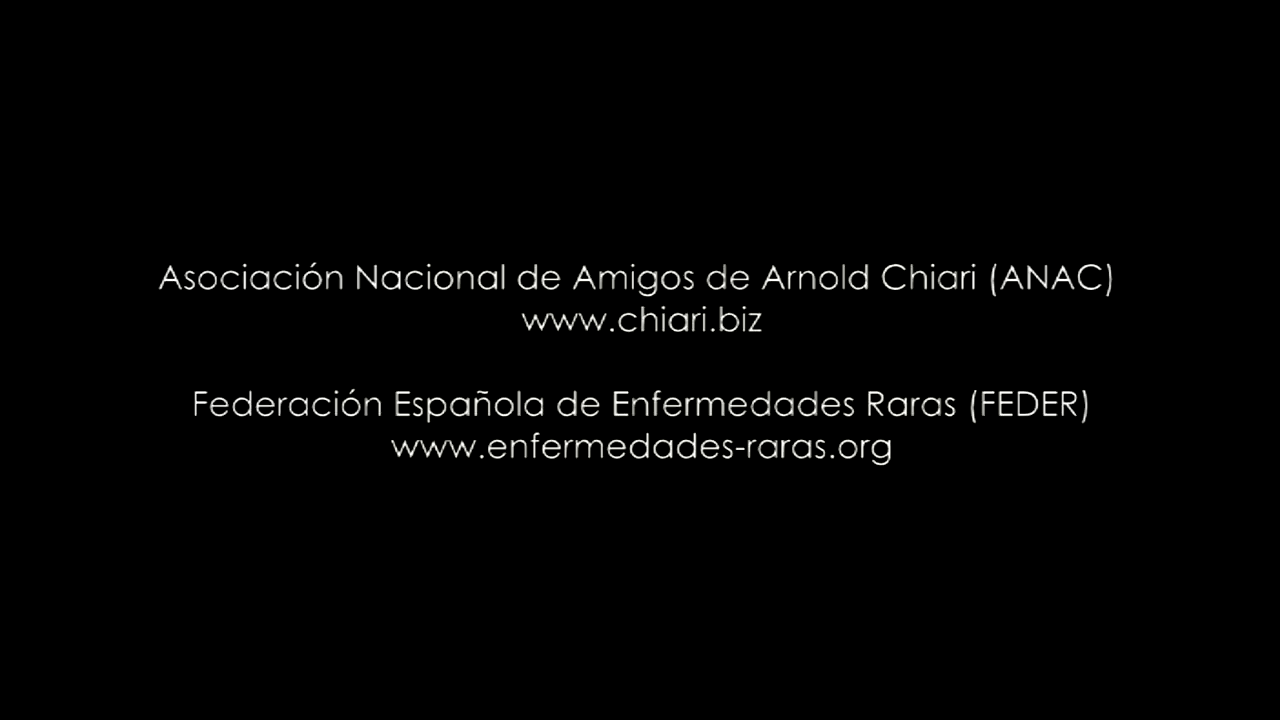 Asociación Nacional de Amigos de Arnold Chiari (ANAC)
www.chiari.biz
Federación Española de Enfermedades Raras (FEDER)
www.enfermedades-raras.org